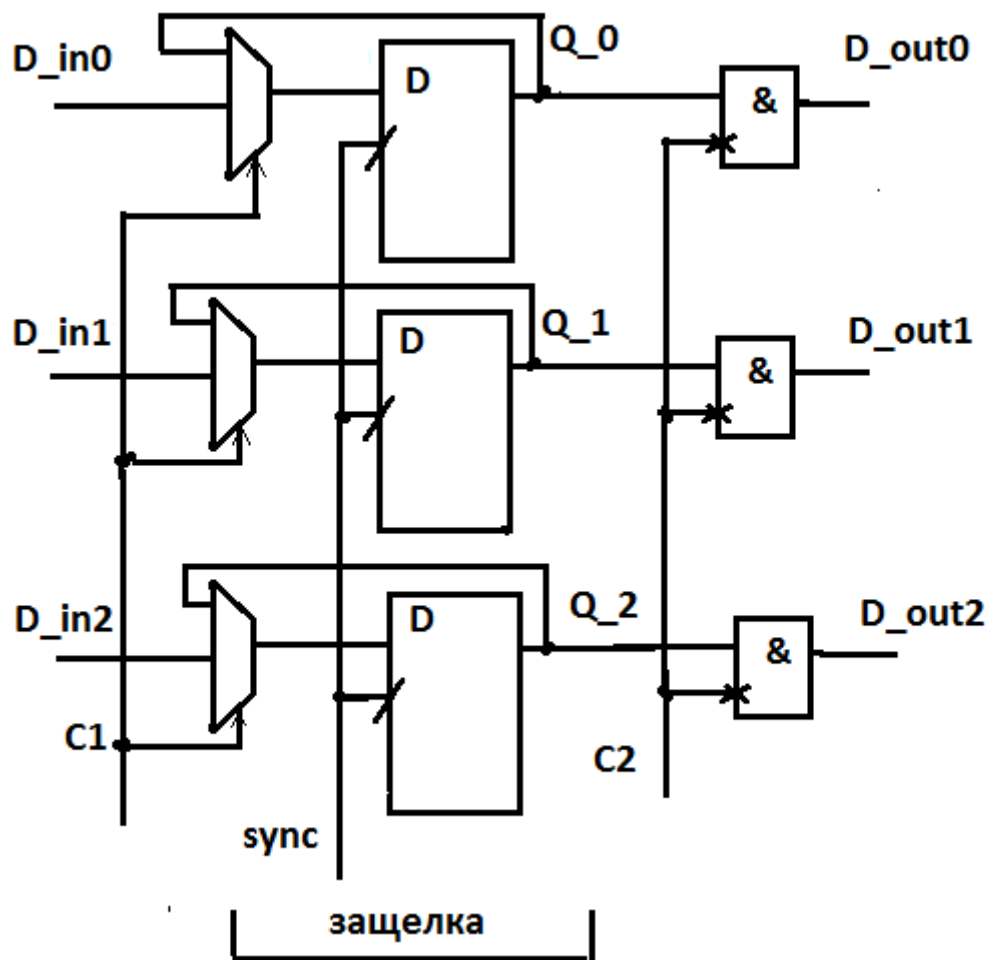 D_in0
Q_0
D_out0
D
&
D_in1
Q_1
D_out1
D
&
D_in2
Q_2
D_out2
D
&
C1
C2
sync
защелка